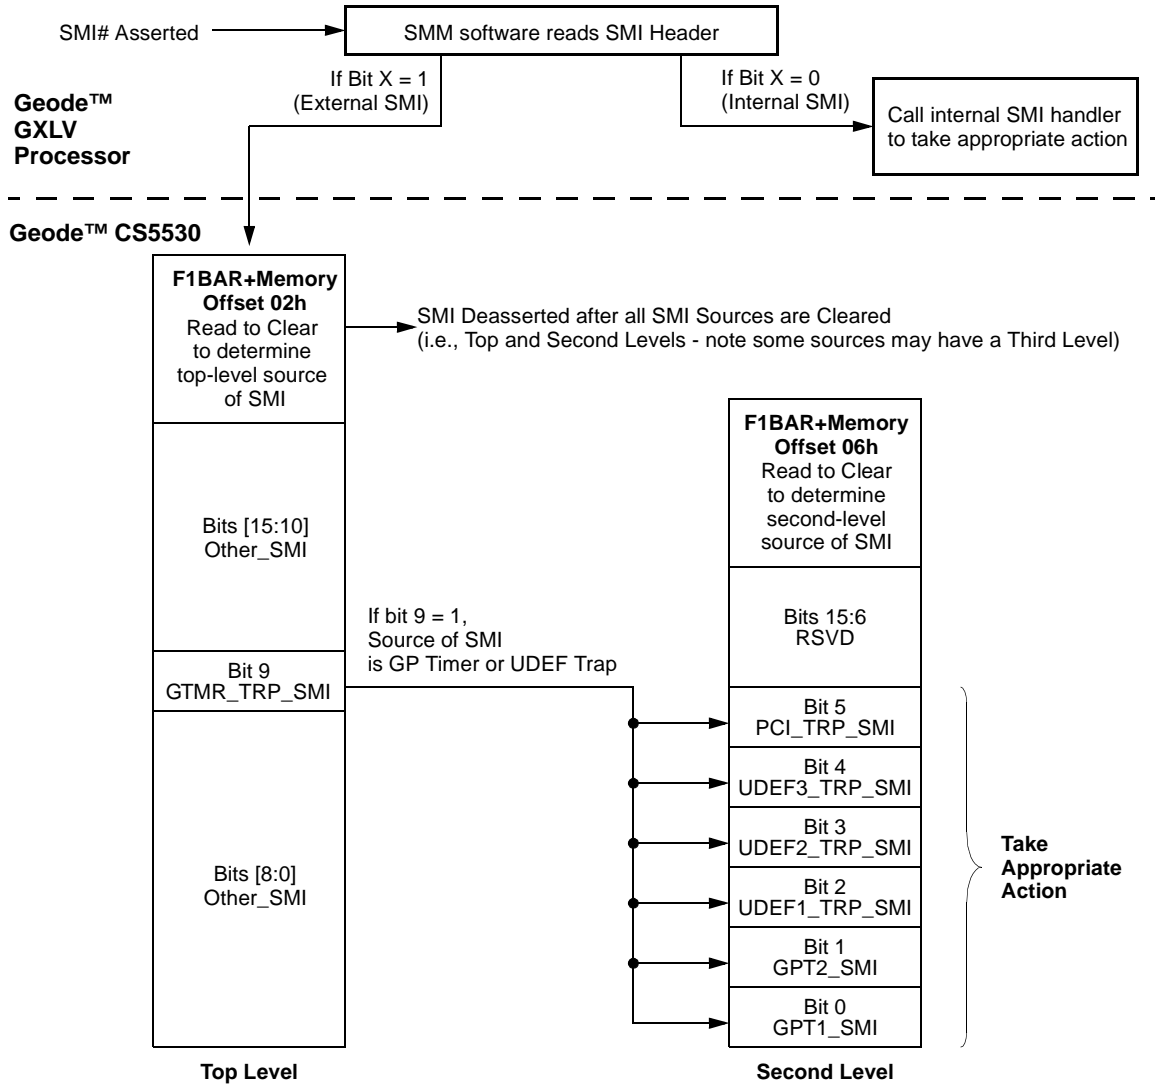 SMI# Asserted
SMM software reads SMI Header
If Bit X = 1
(External SMI)
If Bit X = 0
(Internal SMI)
Call internal SMI handler
to take appropriate action
Geode™
GXLV
Processor
Geode™ CS5530
F1BAR+Memory
Offset 02h
Read to Clear
to determine
top-level source
of SMI
SMI Deasserted after all SMI Sources are Cleared
(i.e., Top and Second Levels - note some sources may have a Third Level)
Bits [15:10]
Other_SMI
If bit 9 = 1,
Source of SMI
is GP Timer or UDEF Trap
Bit 9
GTMR_TRP_SMI
Bits [8:0]
Other_SMI
Top Level
F1BAR+Memory
Offset 06h
Read to Clear
to determine
second-level
source of SMI
Bits 15:6
RSVD
Bit 5
PCI_TRP_SMI
Bit 4
UDEF3_TRP_SMI
Bit 3
UDEF2_TRP_SMI
Bit 2
UDEF1_TRP_SMI
Bit 1
GPT2_SMI
Bit 0
GPT1_SMI
Take
Appropriate
Action
Second Level